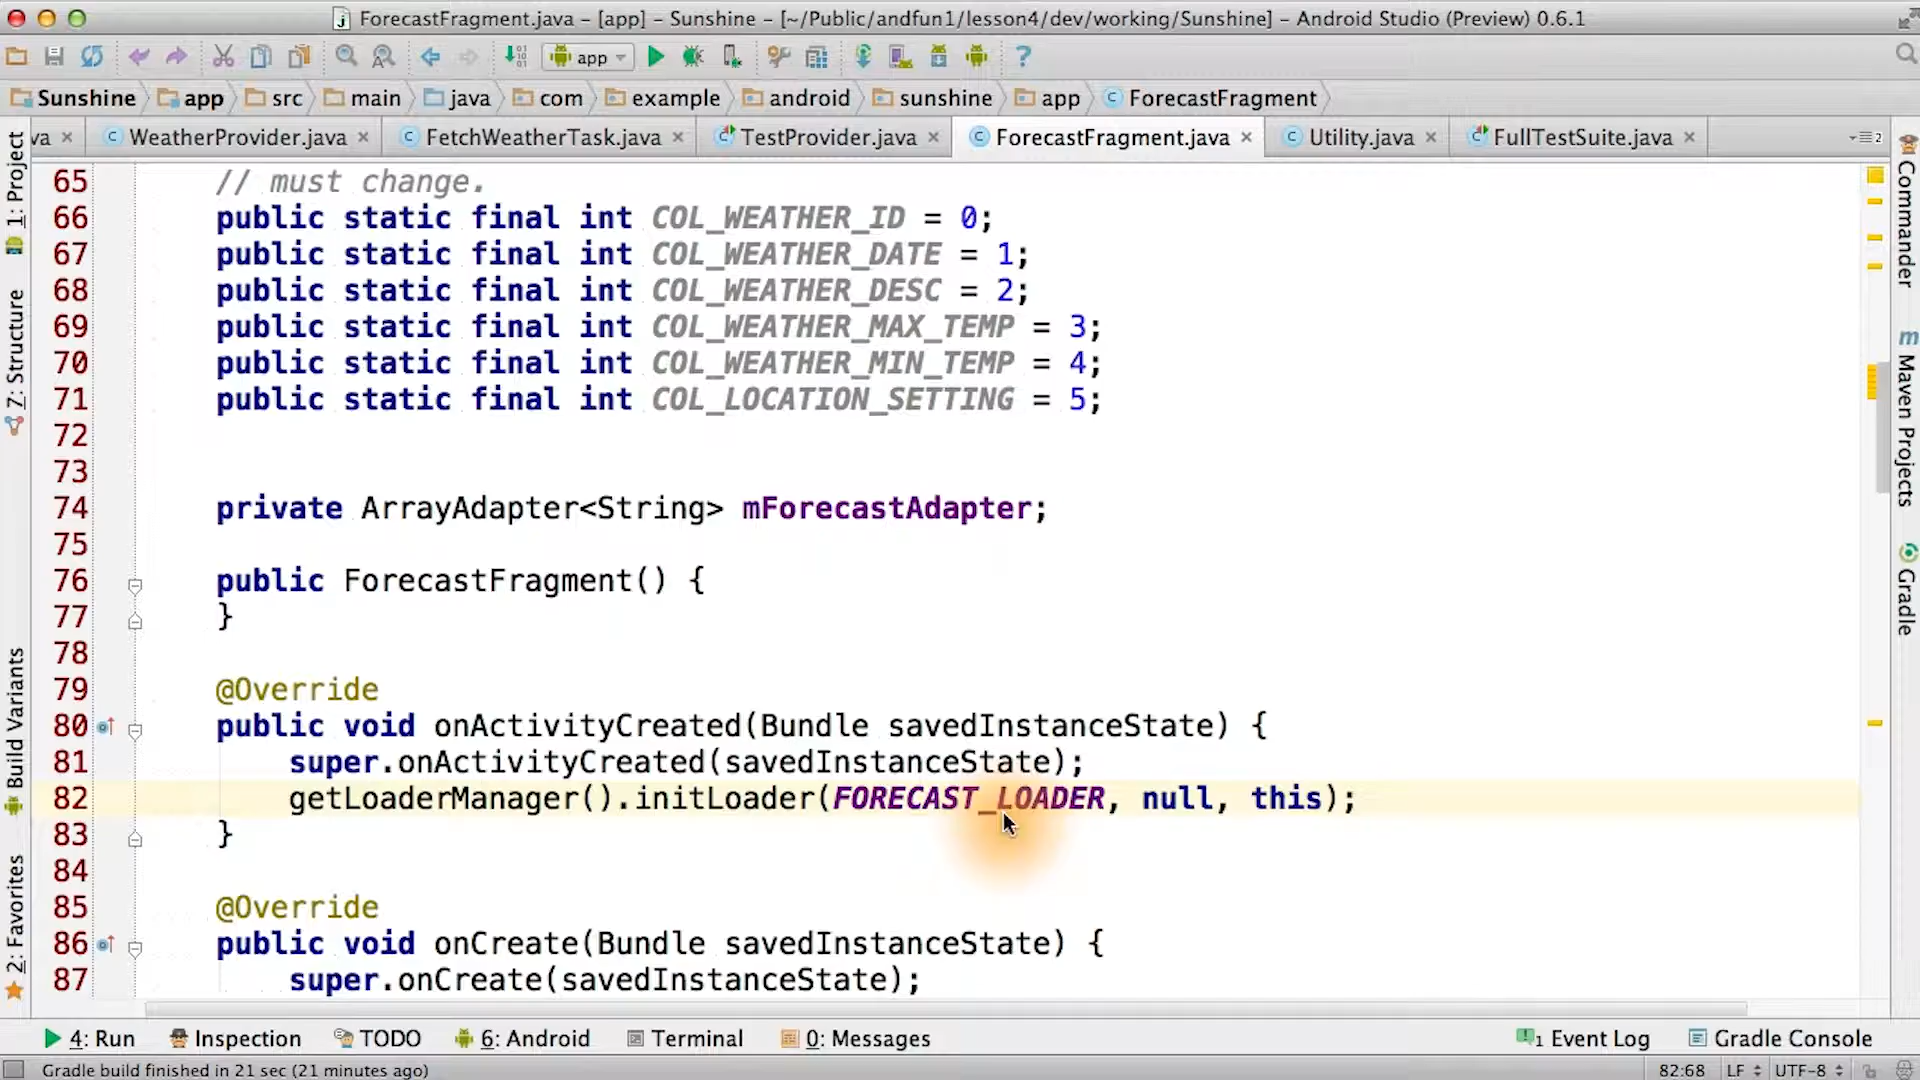 ForecastFragment.java – [app] – Sunshine – [~/Public/andfun1/lesson4/dev/working/Sunshine] – Android Studio (Preview) 0.6.1
app
?
Sunshine app src main java com example android sunshine app ForecastFragment
va WeatherProvider.java FetchWeatherTask.java TestProvider.java ForecastFragment.java Utility.java FullTestSuite.java 2
1: Project
7: Structure
Build Variants
2: Favorites
65 // must change.
66 public static final int COL_WEATHER_ID = 0;
67 public static final int COL_WEATHER_DATE = 1;
68 public static final int COL_WEATHER_DESC = 2;
69 public static final int COL_WEATHER_MAX_TEMP = 3;
70 public static final int COL_WEATHER_MIN_TEMP = 4;
71 public static final int COL_LOCATION_SETTING = 5;
72
73
74 private ArrayAdapter<String> mForecastAdapter;
75
76 public ForecastFragment() {
77 }
78
79 @Override
80 public void onActivityCreated(Bundle savedInstanceState) {
81 super.onActivityCreated(savedInstanceState);
82 getLoaderManager().initLoader(FORECAST_LOADER, null, this);
83 }
84
85 @Override
86 public void onCreate(Bundle savedInstanceState) {
87 super.onCreate(savedInstanceState);
Commander
m Maven Projects
Gradle
4: Run Inspection TODO 6: Android Terminal 0: Messages 1 Event Log Gradle Console
Gradle build finished in 21 sec (21 minutes ago) 82:68 LF UTF-8